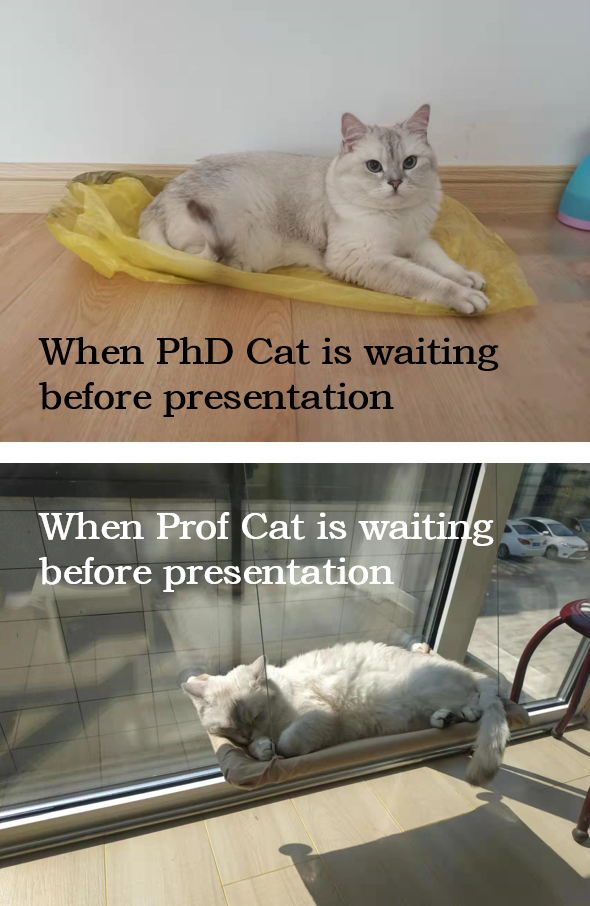 When PhD Cat is waiting
before presentation
When Prof Cat is waiting
before presentation